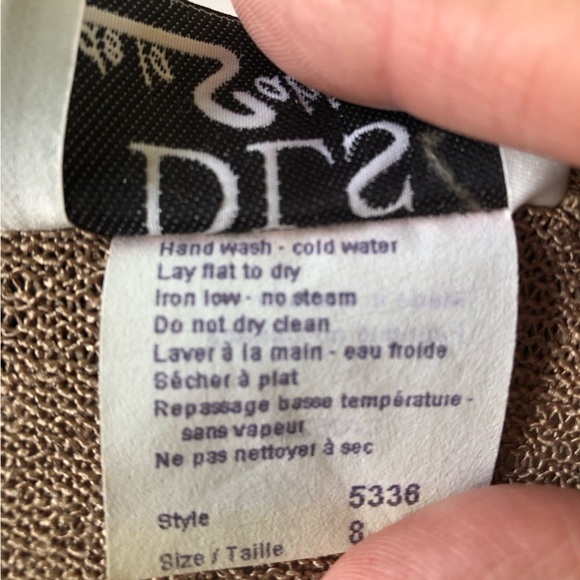 Hand wash - cold water
Lay flat to dry
Iron low - no steam
Do not dry clean
Laver à la main - eau froide
Sécher à plat
Repassage basse température -
sans vapeur
Ne pas nettoyer à sec
Style 5336
Size / Taille 8